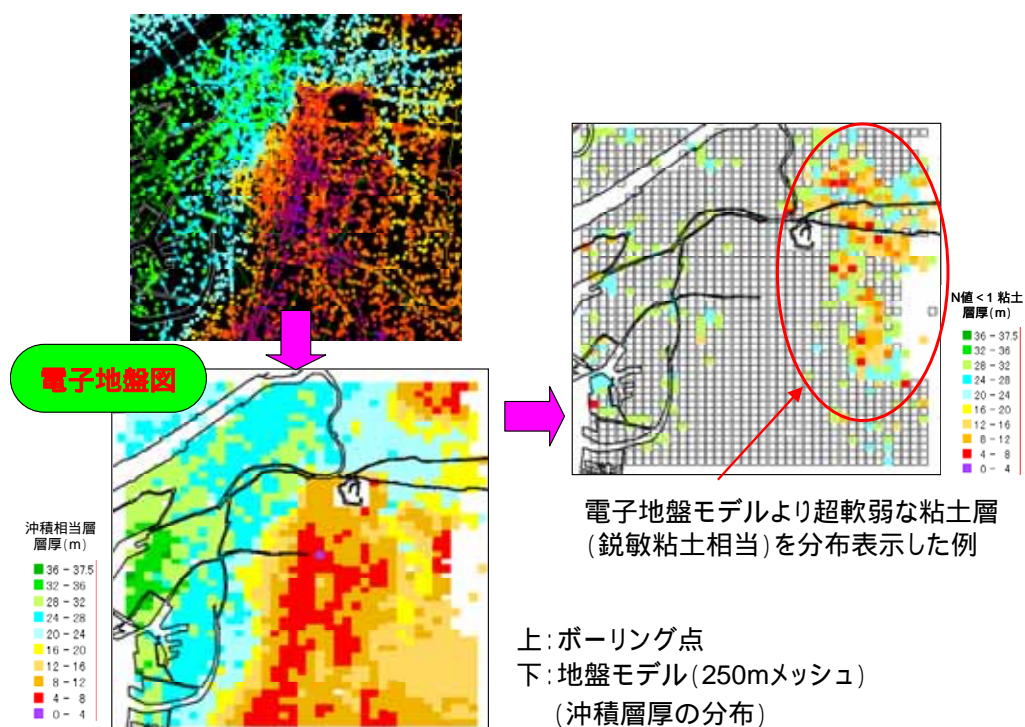 電子地盤図
N値<1 粘土
層厚(m)
36 - 37.5
32 - 36
28 - 32
24 - 28
20 - 24
16 - 20
12 - 16
8 - 12
4 - 8
0 - 4
電子地盤モデルより超軟弱な粘土層
(鋭敏粘土相当)を分布表示した例
沖積相当層
層厚(m)
36 - 37.5
32 - 36
28 - 32
24 - 28
20 - 24
16 - 20
12 - 16
8 - 12
4 - 8
0 - 4
上:ボーリング点
下:地盤モデル(250mメッシュ)
(沖積層厚の分布)